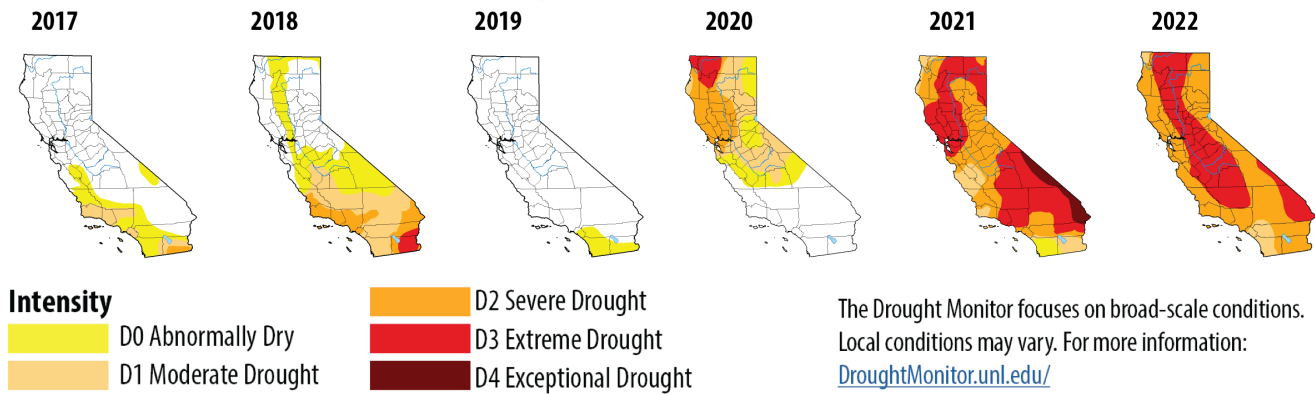 2017 2018 2019 2020 2021 2022
Intensity
D0 Abnormally Dry
D1 Moderate Drought
D2 Severe Drought
D3 Extreme Drought
D4 Exceptional Drought
The Drought Monitor focuses on broad-scale conditions.
Local conditions may vary. For more information:
DroughtMonitor.unl.edu/